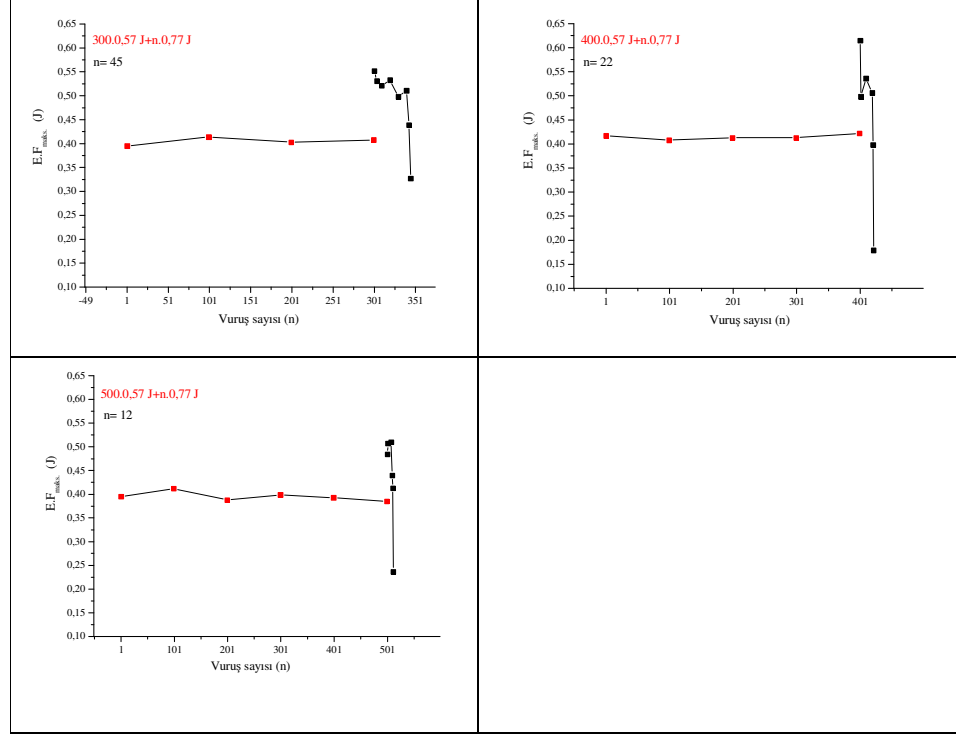 0,65
0,60
0,55
0,50
0,45
0,40
0,35
0,30
0,25
0,20
0,15
0,10
300.0,57 J+n.0,77 J
n= 45
E.Fmaks. (J)
-49 1 51 101 151 201 251 301 351
Vuruş sayısı (n)
0,65
0,60
0,55
0,50
0,45
0,40
0,35
0,30
0,25
0,20
0,15
0,10
400.0,57 J+n.0,77 J
n= 22
E.Fmaks. (J)
1 101 201 301 401
Vuruş sayısı (n)
0,65
0,60
0,55
0,50
0,45
0,40
0,35
0,30
0,25
0,20
0,15
0,10
500.0,57 J+n.0,77 J
n= 12
E.Fmaks. (J)
1 101 201 301 401 501
Vuruş sayısı (n)